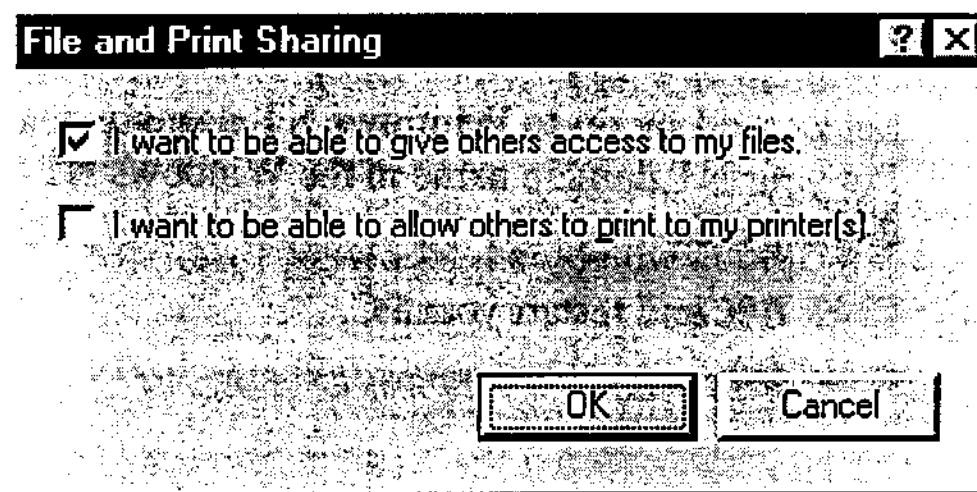 File and Print Sharing
I want to be able to give others access to my files.
I want to be able to allow others to print to my printer(s).
OK Cancel